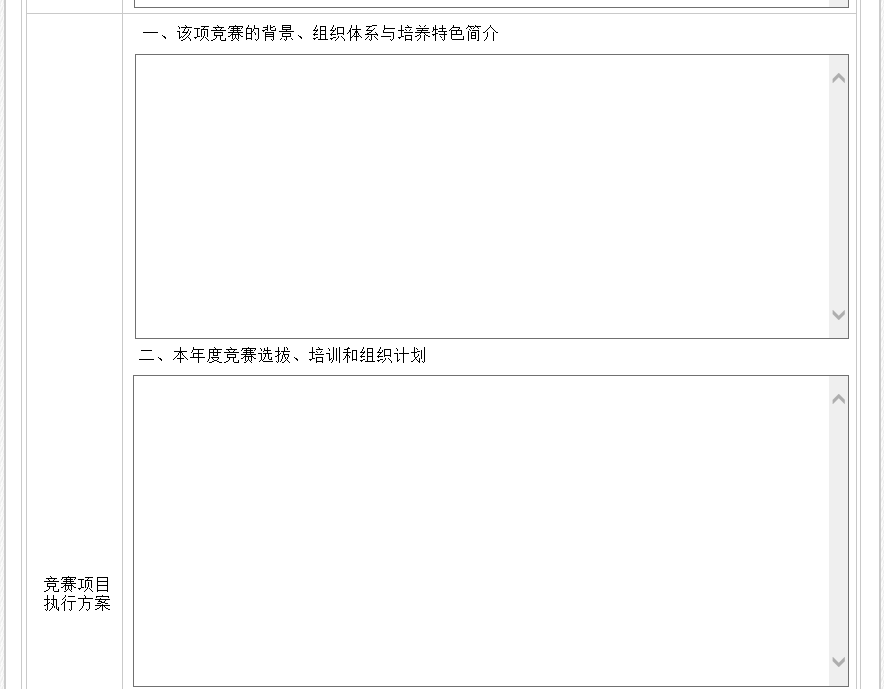 一、该项竞赛的背景、组织体系与培养特色简介
二、本年度竞赛选拔、培训和组织计划
竞赛项目
执行方案